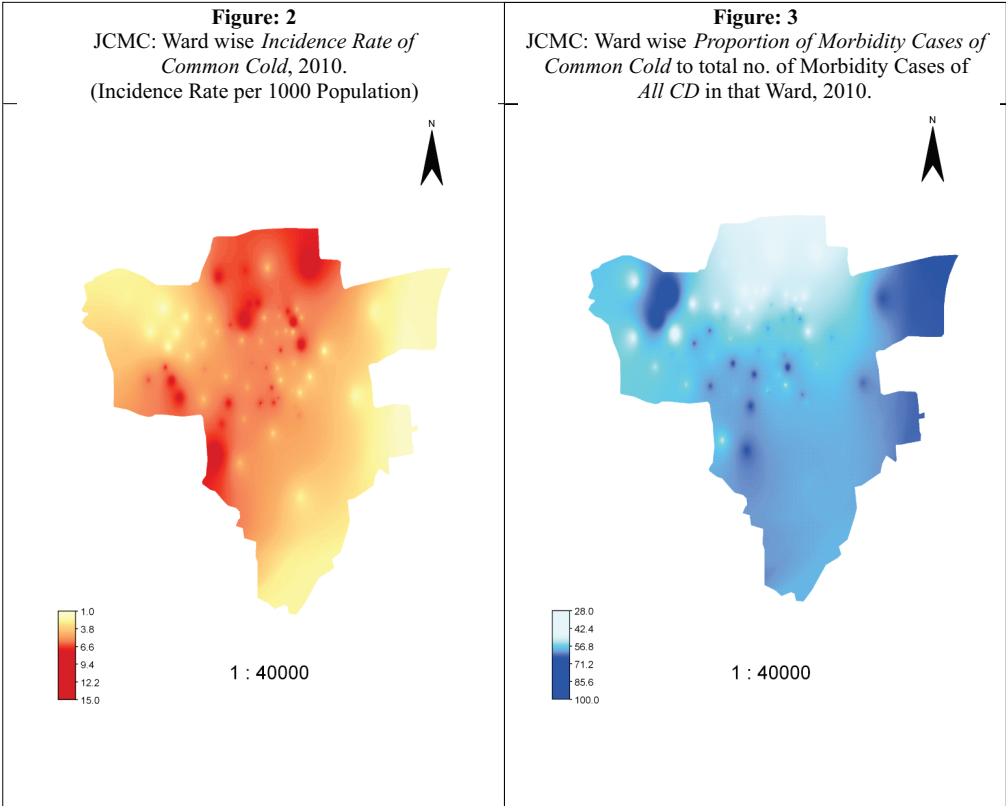 Figure: 2
JCMC: Ward wise Incidence Rate of
Common Cold, 2010.
(Incidence Rate per 1000 Population)
N
1.0
3.8
6.6
9.4
12.2
15.0
1 : 40000
Figure: 3
JCMC: Ward wise Proportion of Morbidity Cases of
Common Cold to total no. of Morbidity Cases of
All CD in that Ward, 2010.
N
28.0
42.4
56.8
71.2
85.6
100.0
1 : 40000